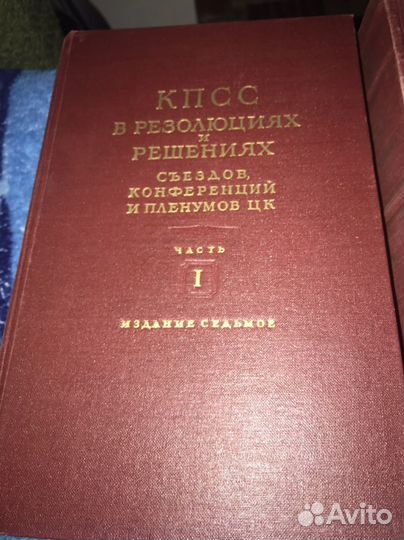 КПСС
В РЕЗОЛЮЦИЯХ
И
РЕШЕНИЯХ
СЪЕЗДОВ,
КОНФЕРЕНЦИЙ
И ПЛЕНУМОВ ЦК
ЧАСТЬ
I
ИЗДАНИЕ СЕДЬМОЕ
Avito